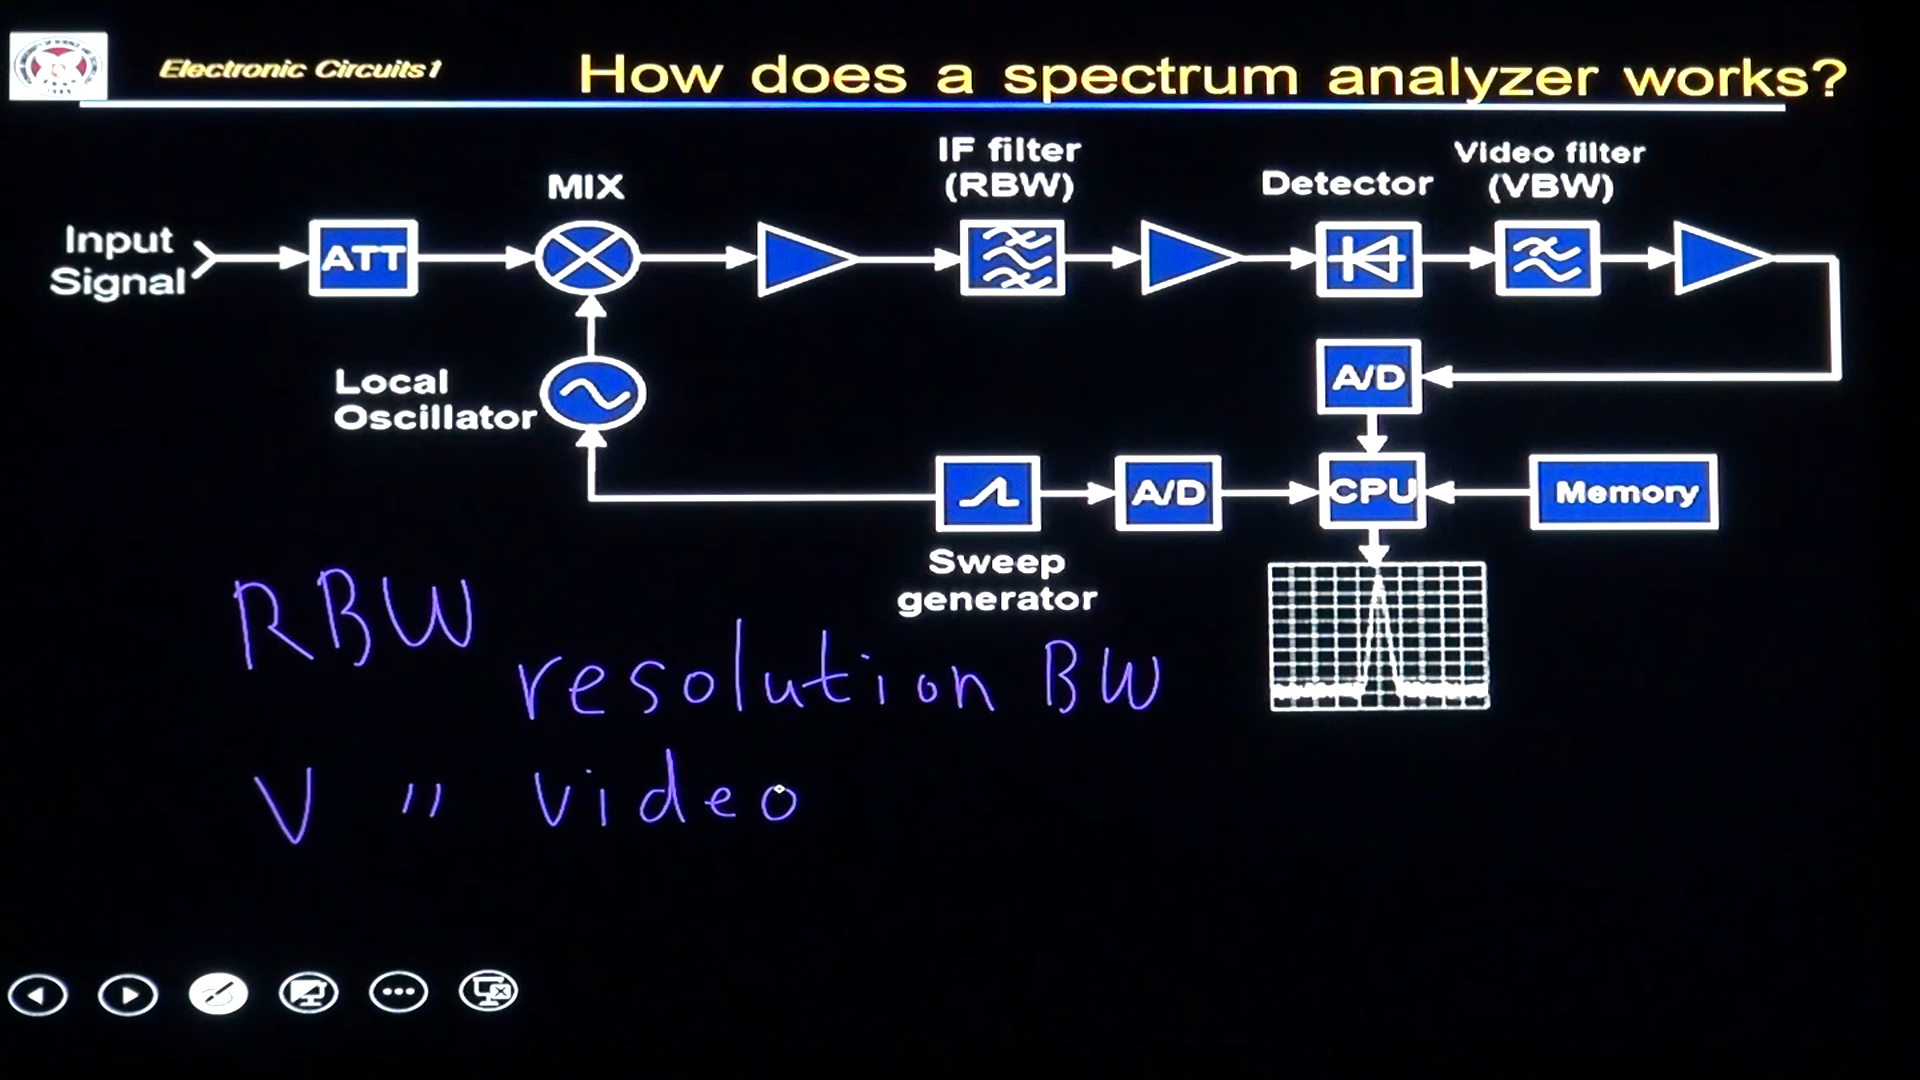 Electronic Circuits1
How does a spectrum analyzer works?
IF filter
(RBW)
Video filter
(VBW)
MIX
Detector
Input
Signal
ATT
A/D
Local
Oscillator
A/D
CPU
Memory
Sweep
generator
RBW
resolution BW
V " video